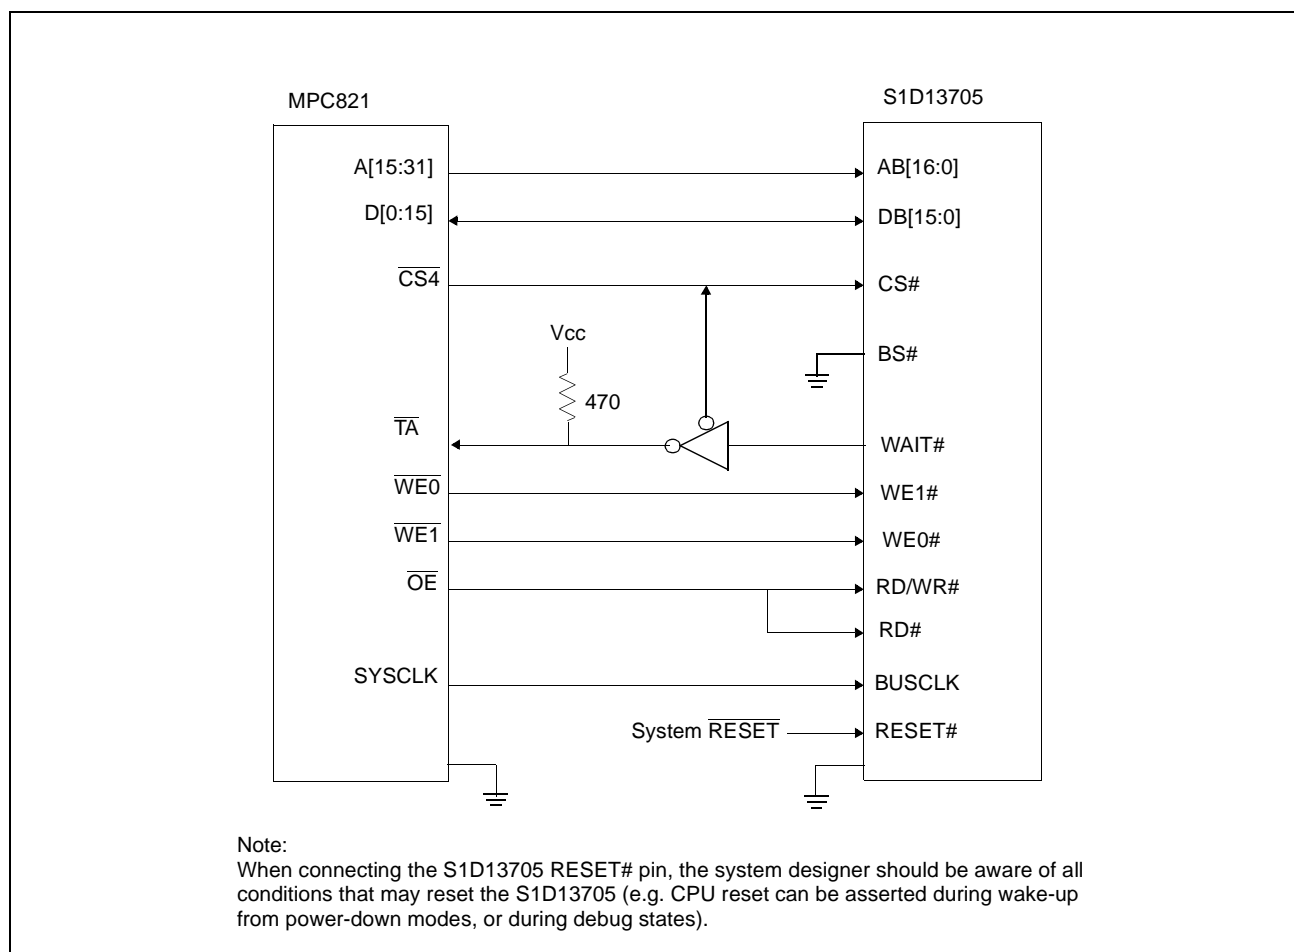 MPC821
S1D13705
A[15:31]
AB[16:0]
D[0:15]
DB[15:0]
CS4
CS#
Vcc
BS#
470
TA
WAIT#
WE0
WE1#
WE1
WE0#
OE
RD/WR#
RD#
SYSCLK
BUSCLK
System RESET
RESET#
Note:
When connecting the S1D13705 RESET# pin, the system designer should be aware of all
conditions that may reset the S1D13705 (e.g. CPU reset can be asserted during wake-up
from power-down modes, or during debug states).